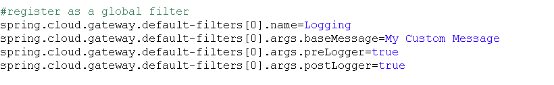 #register as a global filter
spring.cloud.gateway.default-filters[0].name=Logging
spring.cloud.gateway.default-filters[0].args.baseMessage=My Custom Message
spring.cloud.gateway.default-filters[0].args.preLogger=true
spring.cloud.gateway.default-filters[0].args.postLogger=true